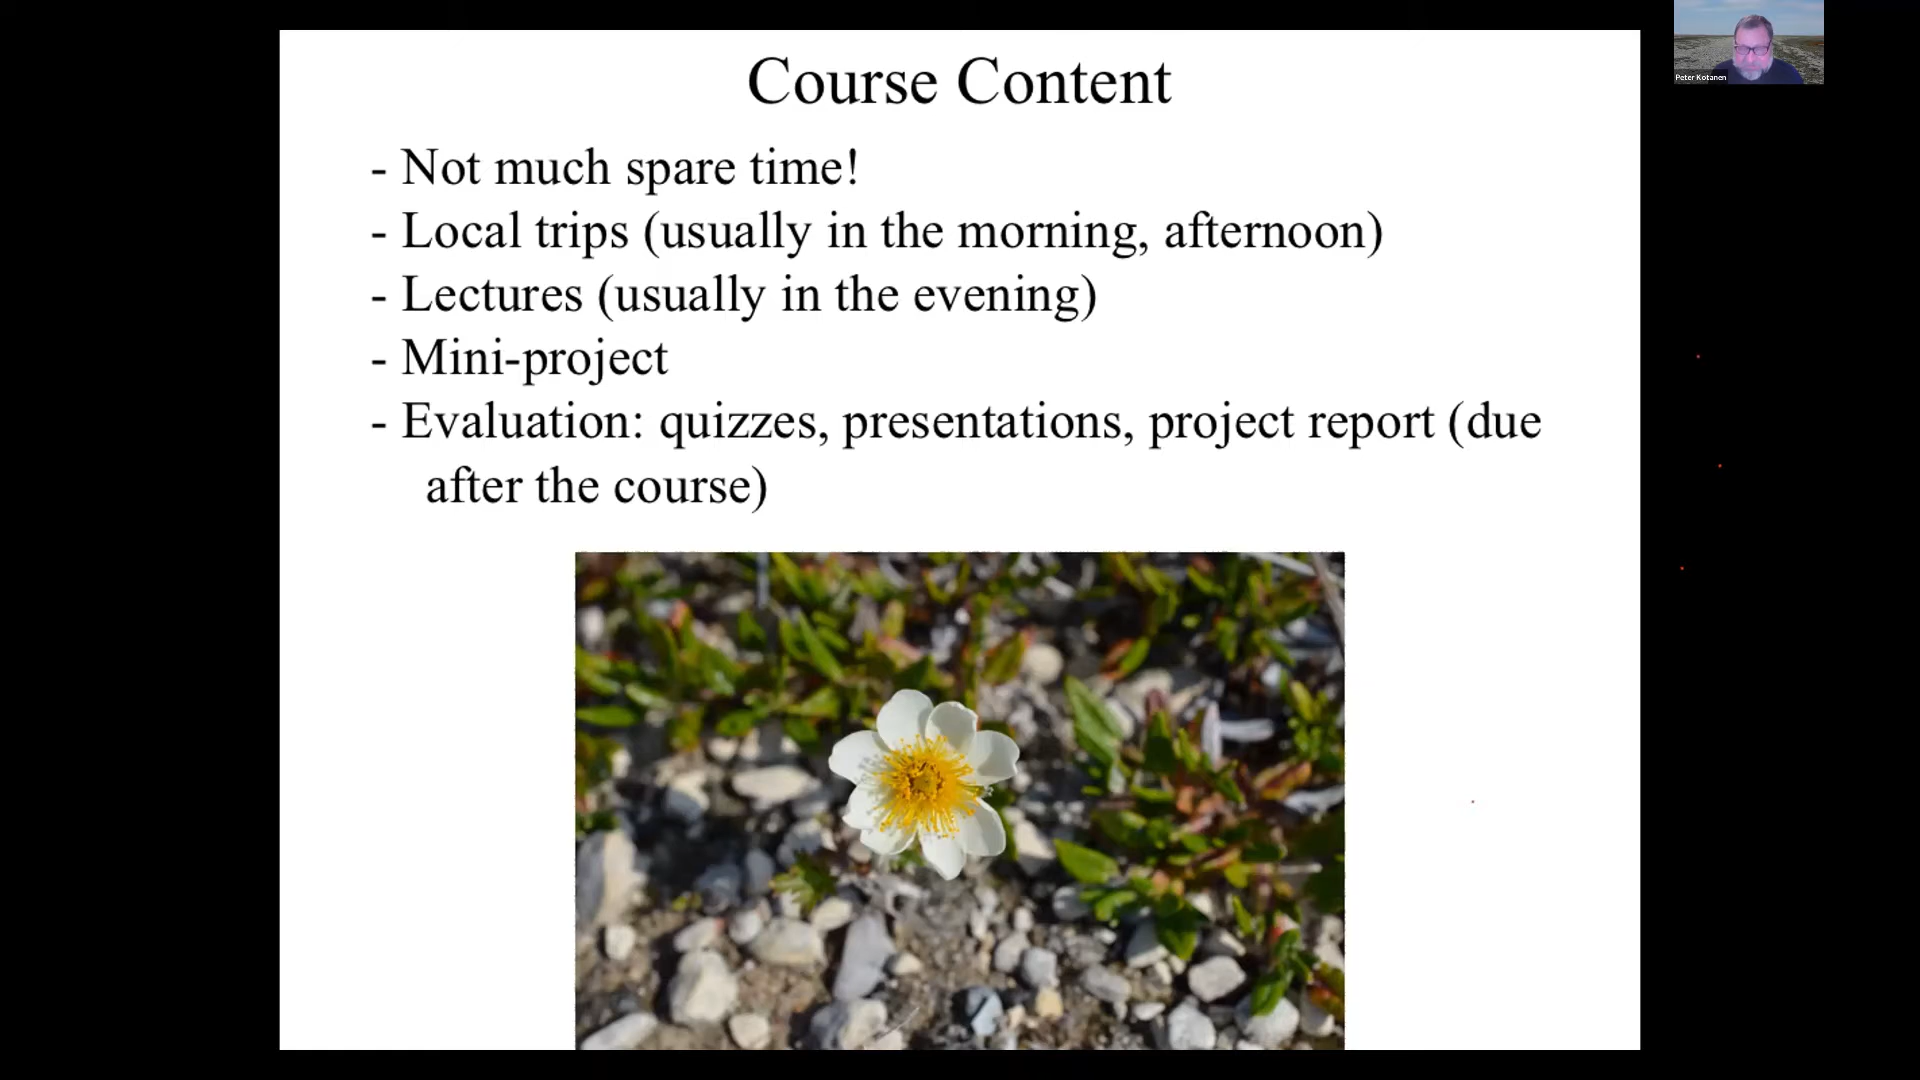 Course Content
- Not much spare time!
- Local trips (usually in the morning, afternoon)
- Lectures (usually in the evening)
- Mini-project
- Evaluation: quizzes, presentations, project report (due
after the course)
Peter Kotanen